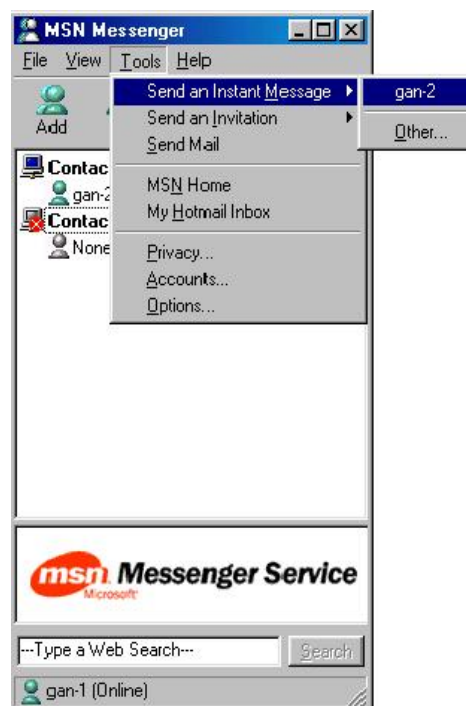 MSN Messenger
File View Tools Help
Add
Send an Instant Message
gan-2
Send an Invitation
Other...
Send Mail
MSN Home
My Hotmail Inbox
Privacy...
Accounts...
Options...
Contac
gan-2
Contac
None
msn Messenger Service
Microsoft
---Type a Web Search---
Search
gan-1 (Online)